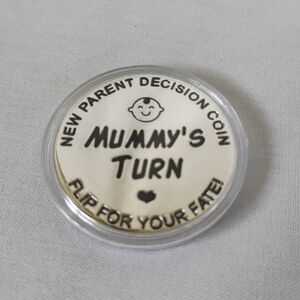 NEW PARENT DECISION COIN
MUMMY'S
TURN
FLIP FOR YOUR FATE!